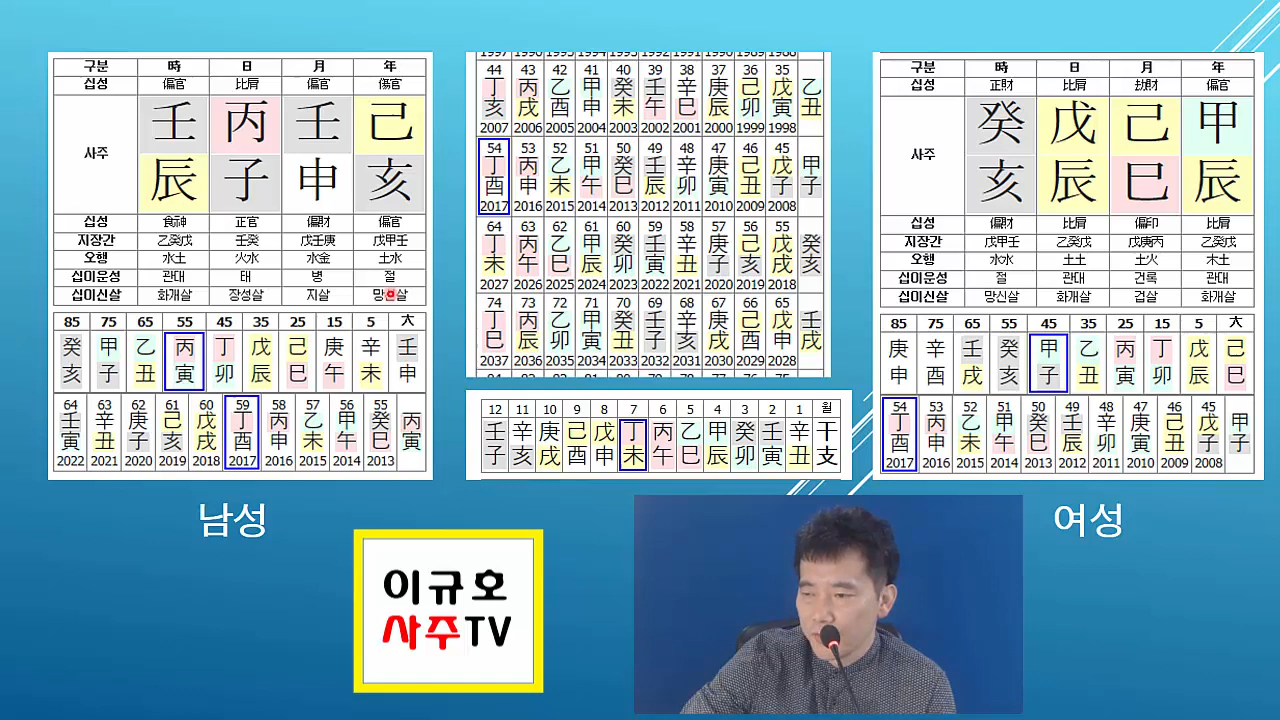 구분 時 日 月 年
십성 偏官 比肩 偏官 傷官
사주 壬 丙 壬 己
辰 子 申 亥
십성 食神 正官 偏財 偏官
지장간 乙癸戊 壬癸 戊壬庚 戊甲壬
오행 水土 火水 水金 土水
십미운성 관대 태 병 절
십미신살 화개살 장성살 지살 망 살
85 75 65 55 45 35 25 15 5 大
癸 甲 乙 丙 丁 戊 己 庚 辛 壬
亥 子 丑 寅 卯 辰 巳 午 未 申
64 63 62 61 60 59 58 57 56 55
壬 辛 庚 己 戊 丁 丙 乙 甲 癸 丙
寅 丑 子 亥 戌 酉 申 未 午 巳 寅
2022 2021 2020 2019 2018 2017 2016 2015 2014 2013
남성
1997 1996 1995 1994 1993 1992 1991 1990 1989 1988
44 43 42 41 40 39 38 37 36 35
丁 丙 乙 甲 癸 壬 辛 庚 己 戊 乙
亥 戌 酉 申 未 午 巳 辰 卯 寅 丑
2007 2006 2005 2004 2003 2002 2001 2000 1999 1998
54 53 52 51 50 49 48 47 46 45
丁 丙 乙 甲 癸 壬 辛 庚 己 戊 甲
酉 申 未 午 巳 辰 卯 寅 丑 子 子
2017 2016 2015 2014 2013 2012 2011 2010 2009 2008
64 63 62 61 60 59 58 57 56 55
丁 丙 乙 甲 癸 壬 辛 庚 己 戊 癸
未 午 巳 辰 卯 寅 丑 子 亥 戌 亥
2027 2026 2025 2024 2023 2022 2021 2020 2019 2018
74 73 72 71 70 69 68 67 66 65
丁 丙 乙 甲 癸 壬 辛 庚 己 戊 壬
巳 辰 卯 寅 丑 子 亥 戌 酉 申 戌
2037 2036 2035 2034 2033 2032 2031 2030 2029 2028
12 11 10 9 8 7 6 5 4 3 2 1 월
壬 辛 庚 己 戊 丁 丙 乙 甲 癸 壬 辛 干
子 亥 戌 酉 申 未 午 巳 辰 卯 寅 丑 支
구분 時 日 月 年
십성 正財 比肩 劫財 偏官
사주 癸 戊 己 甲
亥 辰 巳 辰
십성 偏財 比肩 偏印 比肩
지장간 戊甲壬 乙癸戊 戊庚丙 乙癸戊
오행 水水 土土 土火 木土
십미운성 절 관대 건록 관대
십미신살 망신살 화개살 겁살 화개살
85 75 65 55 45 35 25 15 5 大
庚 辛 壬 癸 甲 乙 丙 丁 戊 己
申 酉 戌 亥 子 丑 寅 卯 辰 巳
54 53 52 51 50 49 48 47 46 45
丁 丙 乙 甲 癸 壬 辛 庚 己 戊 甲
酉 申 未 午 巳 辰 卯 寅 丑 子 子
2017 2016 2015 2014 2013 2012 2011 2010 2009 2008
여성
이규호
사주TV